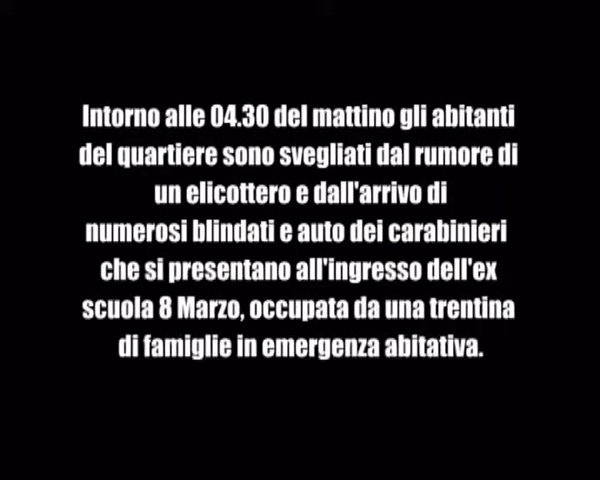 Intorno alle 04.30 del mattino gli abitanti
del quartiere sono svegliati dal rumore di
un elicottero e dall'arrivo di
numerosi blindati e auto dei carabinieri
che si presentano all'ingresso dell'ex
scuola 8 Marzo, occupata da una trentina
di famiglie in emergenza abitativa.